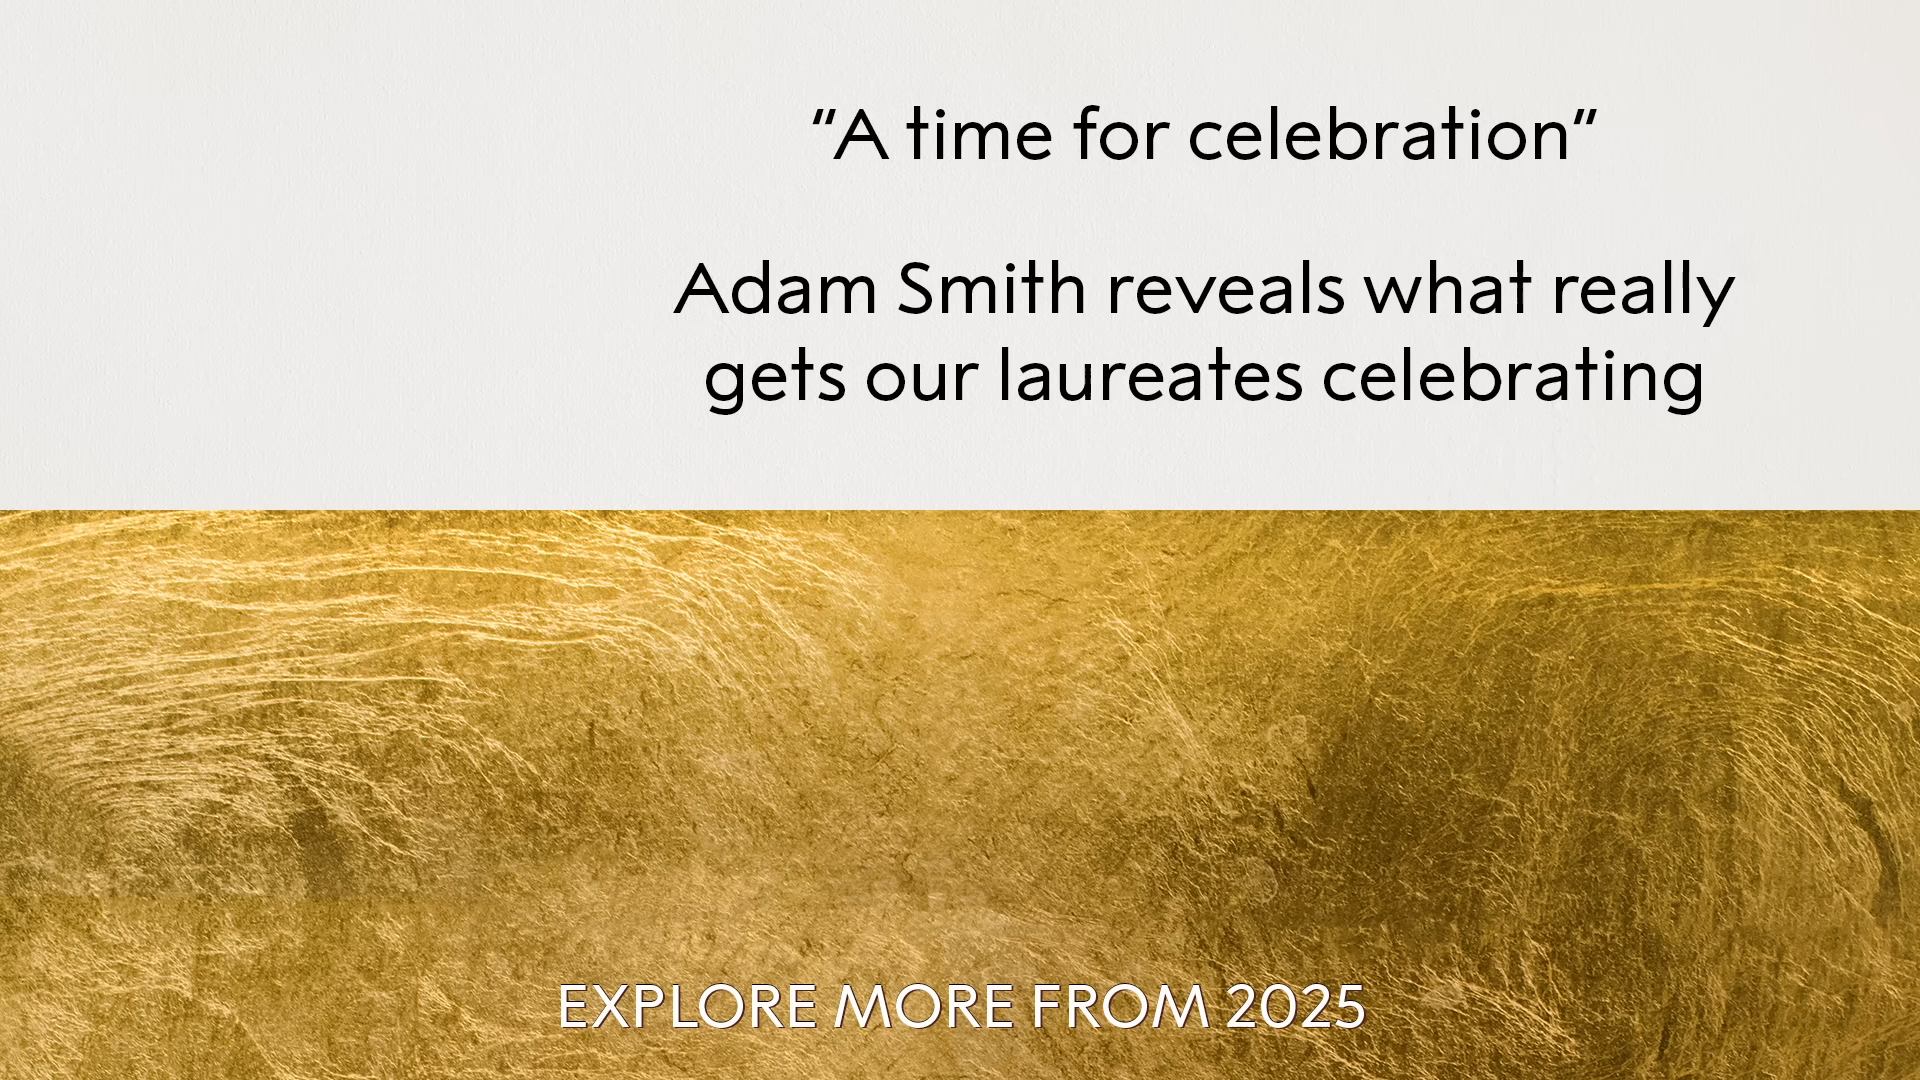 "A time for celebration"
Adam Smith reveals what really
gets our laureates celebrating
EXPLORE MORE FROM 2025